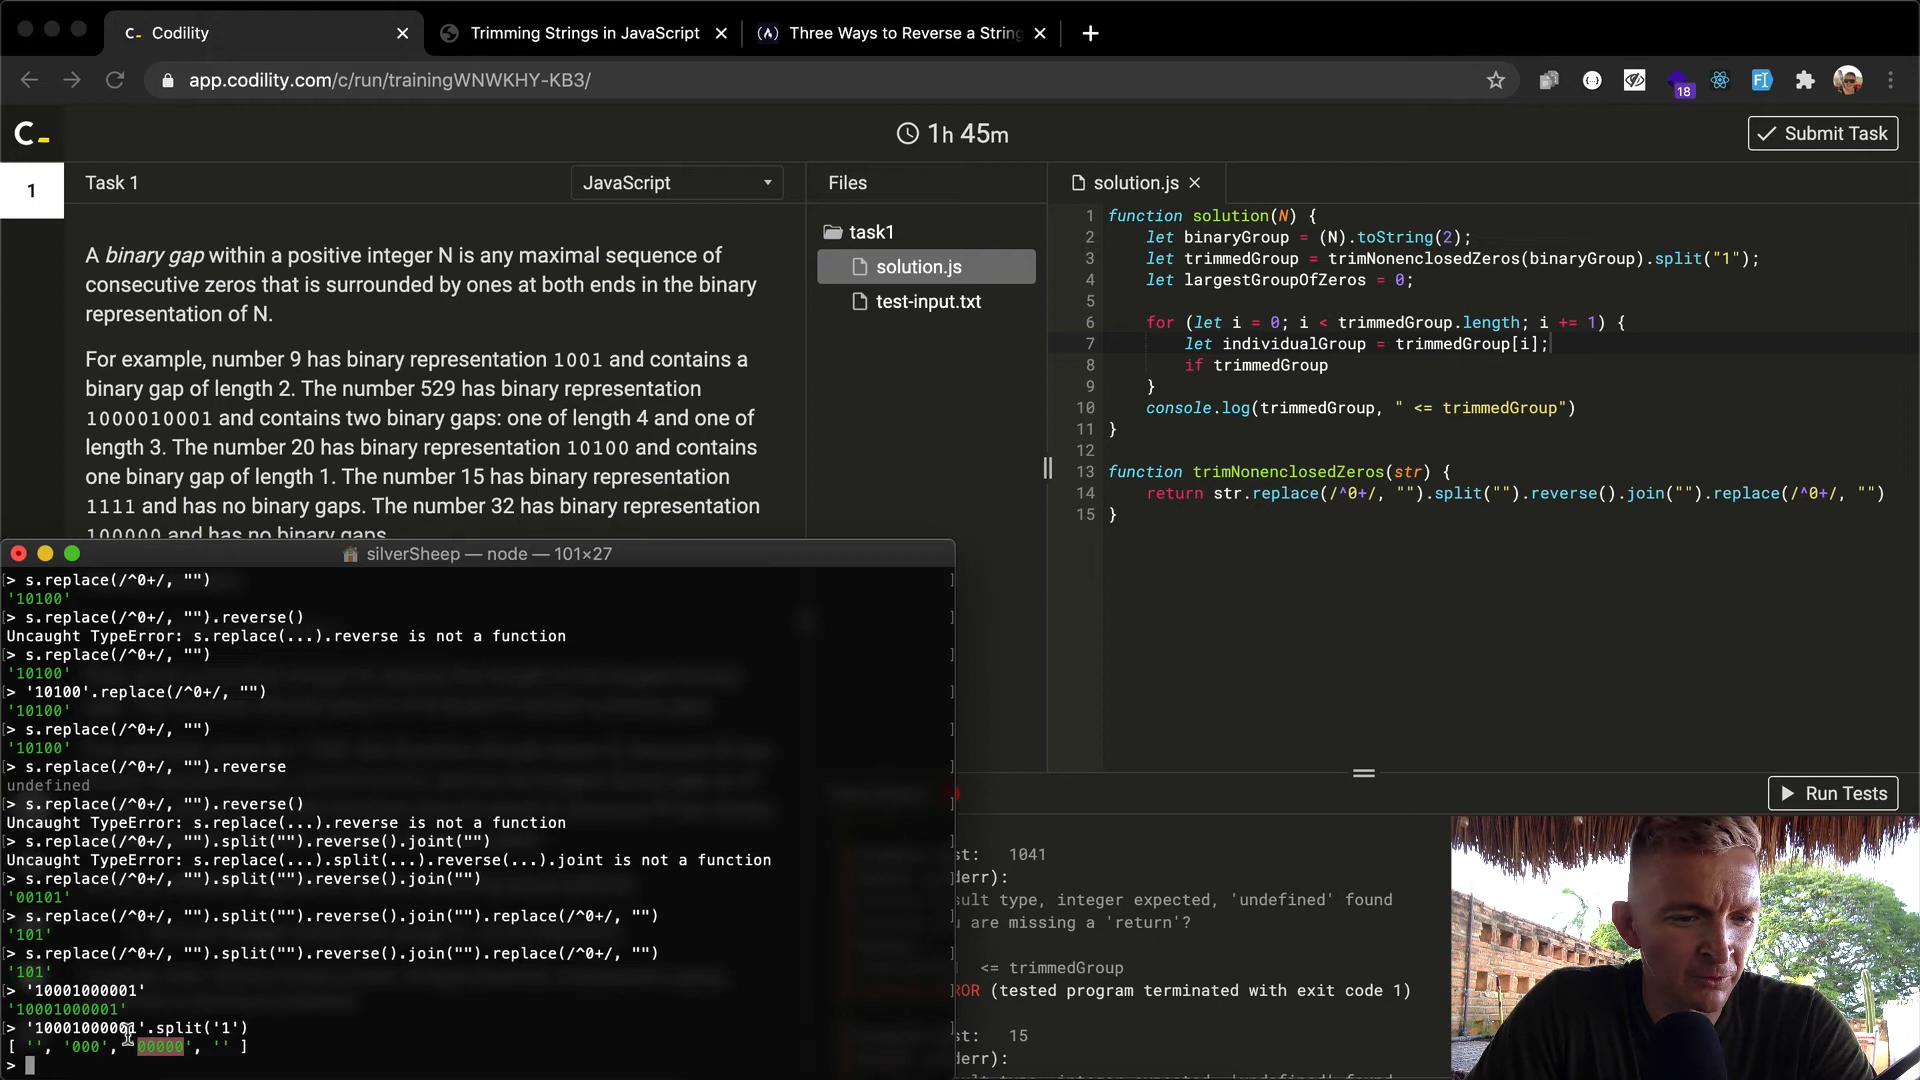 Codility
Trimming Strings in JavaScript
Three Ways to Reverse a String
app.codility.com/c/run/trainingWNWKHY-KB3/
18
1h 45m
Submit Task
1
Task 1
JavaScript
A binary gap within a positive integer N is any maximal sequence of
consecutive zeros that is surrounded by ones at both ends in the binary
representation of N.
For example, number 9 has binary representation 1001 and contains a
binary gap of length 2. The number 529 has binary representation
1000010001 and contains two binary gaps: one of length 4 and one of
length 3. The number 20 has binary representation 10100 and contains
one binary gap of length 1. The number 15 has binary representation
1111 and has no binary gaps. The number 32 has binary representation
100000 and has no binary gaps.
Files
task1
solution.js
test-input.txt
solution.js
1 function solution(N) {
2 let binaryGroup = (N).toString(2);
3 let trimmedGroup = trimNonenclosedZeros(binaryGroup).split("1");
4 let largestGroupOfZeros = 0;
5
6 for (let i = 0; i < trimmedGroup.length; i += 1) {
7 let individualGroup = trimmedGroup[i];
8 if trimmedGroup
9 }
10 console.log(trimmedGroup, " <= trimmedGroup")
11 }
12
13 function trimNonenclosedZeros(str) {
14 return str.replace(/^0+/, "").split("").reverse().join("").replace(/^0+/, "")
15 }
silverSheep — node — 101×27
> s.replace(/^0+/, "")
'10100'
> s.replace(/^0+/, "").reverse()
Uncaught TypeError: s.replace(...).reverse is not a function
> s.replace(/^0+/, "")
'10100'
> '10100'.replace(/^0+/, "")
'10100'
> s.replace(/^0+/, "")
'10100'
> s.replace(/^0+/, "").reverse
undefined
> s.replace(/^0+/, "").reverse()
Uncaught TypeError: s.replace(...).reverse is not a function
> s.replace(/^0+/, "").split("").reverse().joint("")
Uncaught TypeError: s.replace(...).split(...).reverse(...).joint is not a function
> s.replace(/^0+/, "").split("").reverse().join("")
'00101'
> s.replace(/^0+/, "").split("").reverse().join("").replace(/^0+/, "")
'101'
> s.replace(/^0+/, "").split("").reverse().join("").replace(/^0+/, "")
'101'
> '10001000001'
'10001000001'
> '10001000001'.split('1')
[ '', '000', '00000', '' ]
>
Run Tests
st: 1041
derr):
sult type, integer expected, 'undefined' found
u are missing a 'return'?
<= trimmedGroup
ROR (tested program terminated with exit code 1)
st: 15
derr):